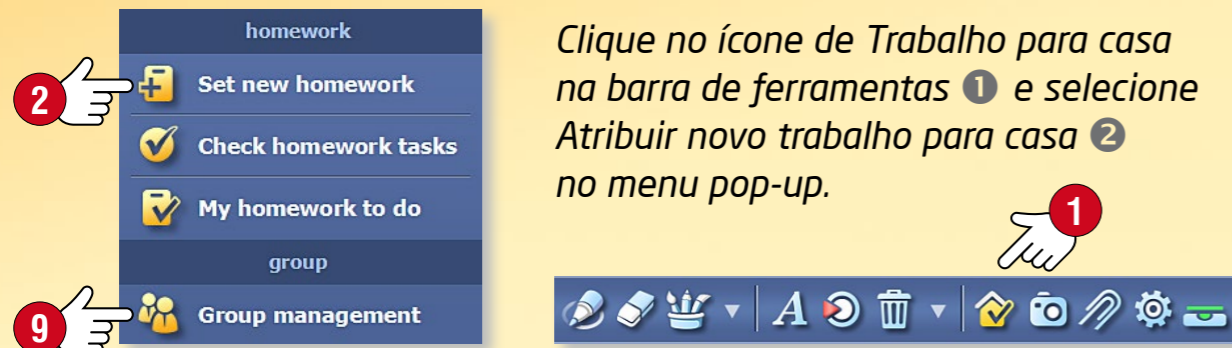 homework
2
Set new homework
Check homework tasks
My homework to do
group
9
Group management
Clique no ícone de Trabalho para casa
na barra de ferramentas ❶ e selecione
Atribuir novo trabalho para casa ❷
no menu pop-up.
1
A